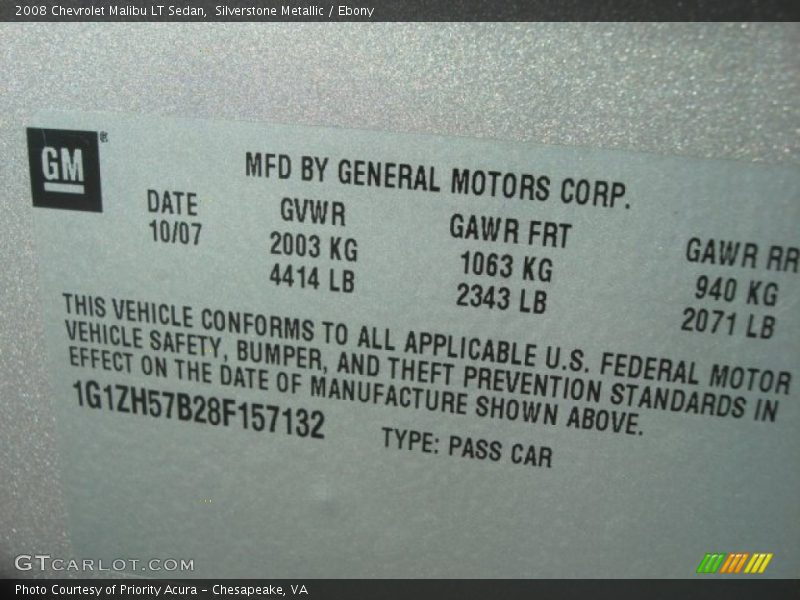 2008 Chevrolet Malibu LT Sedan, Silverstone Metallic / Ebony
GM ®
MFD BY GENERAL MOTORS CORP.
DATE GVWR GAWR FRT GAWR RR
10/07 2003 KG 1063 KG 940 KG
4414 LB 2343 LB 2071 LB
THIS VEHICLE CONFORMS TO ALL APPLICABLE U.S. FEDERAL MOTOR
VEHICLE SAFETY, BUMPER, AND THEFT PREVENTION STANDARDS IN
EFFECT ON THE DATE OF MANUFACTURE SHOWN ABOVE.
1G1ZH57B28F157132 TYPE: PASS CAR
GTCARLOT.COM
Photo Courtesy of Priority Acura - Chesapeake, VA